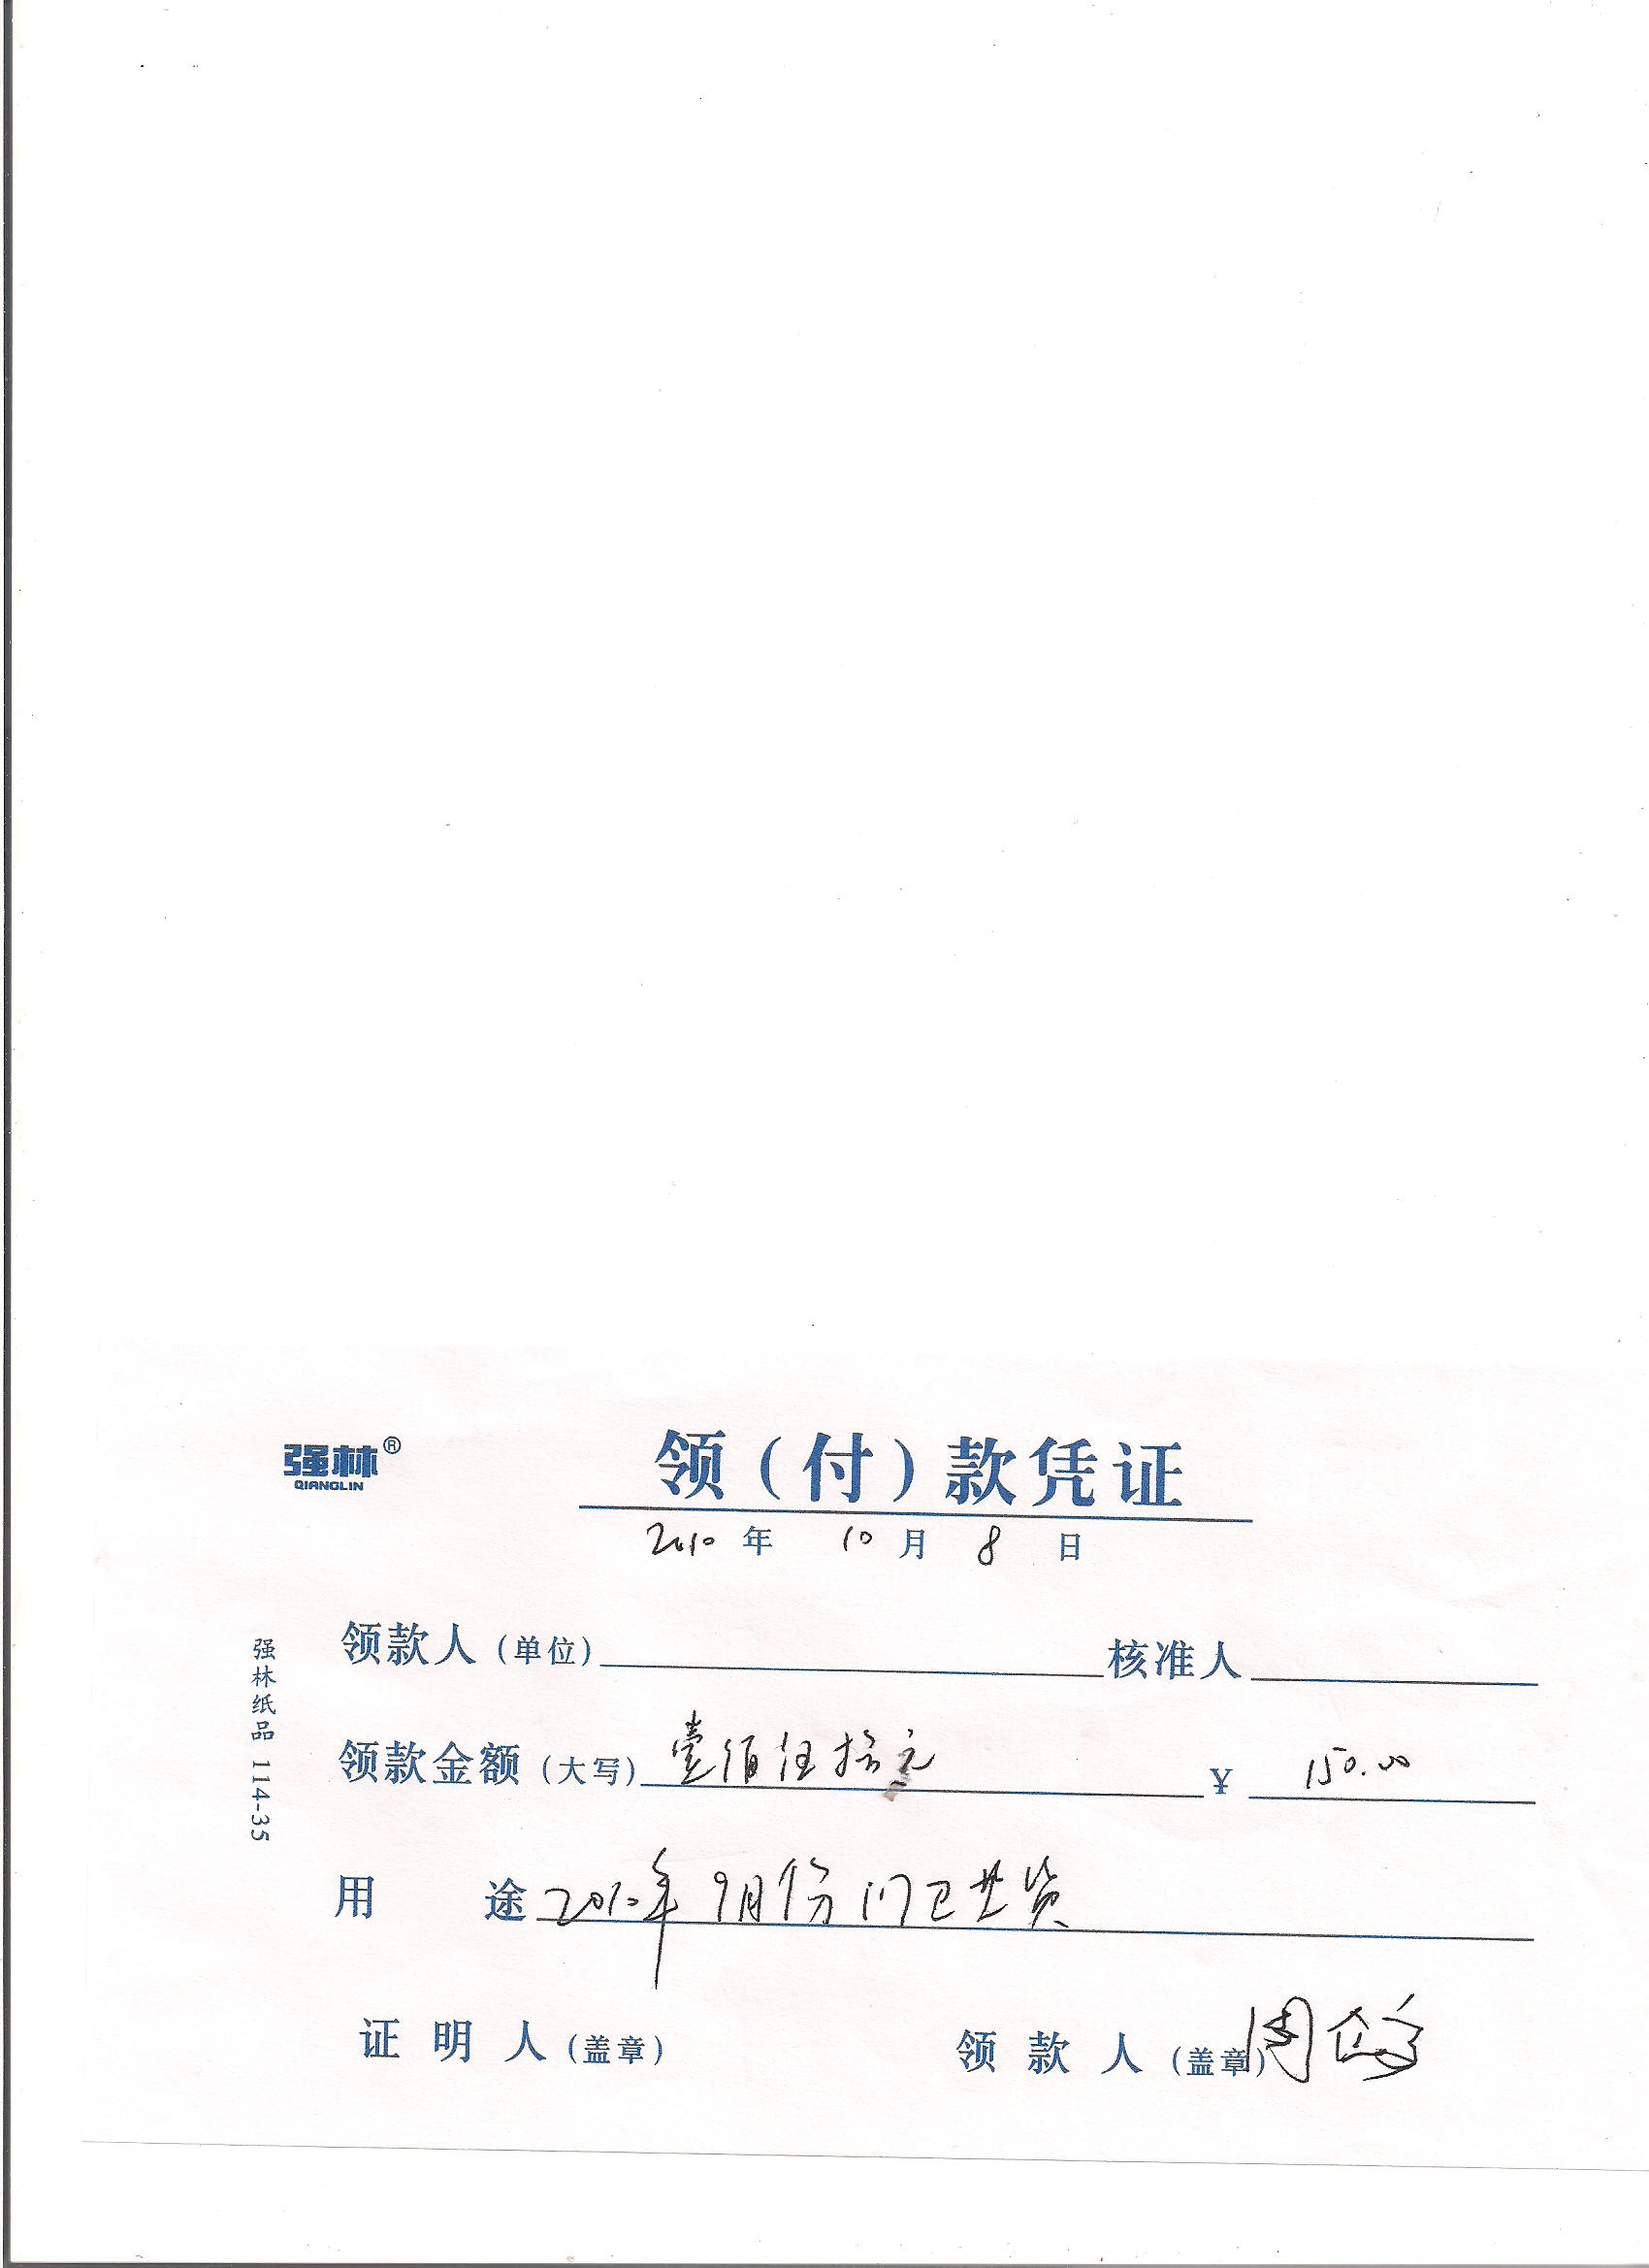 强林®
QIANGLIN
领（付）款凭证
2010 年 10 月 8 日
领款人（单位） 核准人
领款金额（大写） 壹佰伍拾元 ¥ 150.00
用 途 2010年9月份门卫工资
证 明 人（盖章） 领 款 人（盖章） 周
强林纸品 114-35